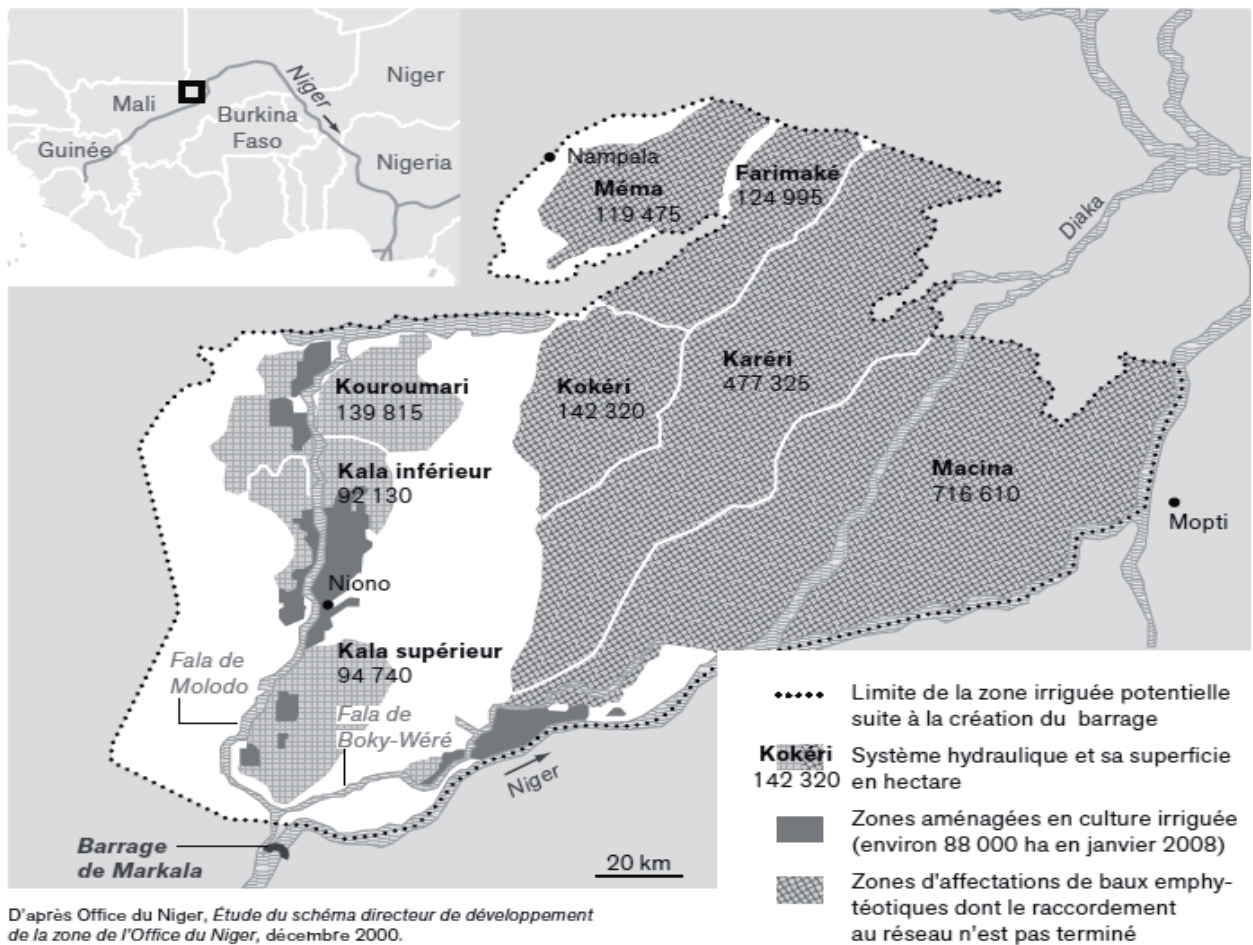 Niger
Niger
Mali
Burkina
Faso
Guinée
Nigeria
Nampala
Méma
119 475
Farimaké
124 995
Diaka
Kouroumari
139 815
Kokéri
142 320
Karéri
477 325
Kala inférieur
92 130
Macina
716 610
Mopti
Niono
Kala supérieur
94 740
Fala de
Molodo
Fala de
Boky-Wéré
Niger
Barrage
de Markala
20 km
Limite de la zone irriguée potentielle
suite à la création du barrage
Kokéri
142 320
Système hydraulique et sa superficie
en hectare
Zones aménagées en culture irriguée
(environ 88 000 ha en janvier 2008)
Zones d'affectations de baux emphy-
téotiques dont le raccordement
au réseau n'est pas terminé
D'après Office du Niger, Étude du schéma directeur de développement
de la zone de l'Office du Niger, décembre 2000.